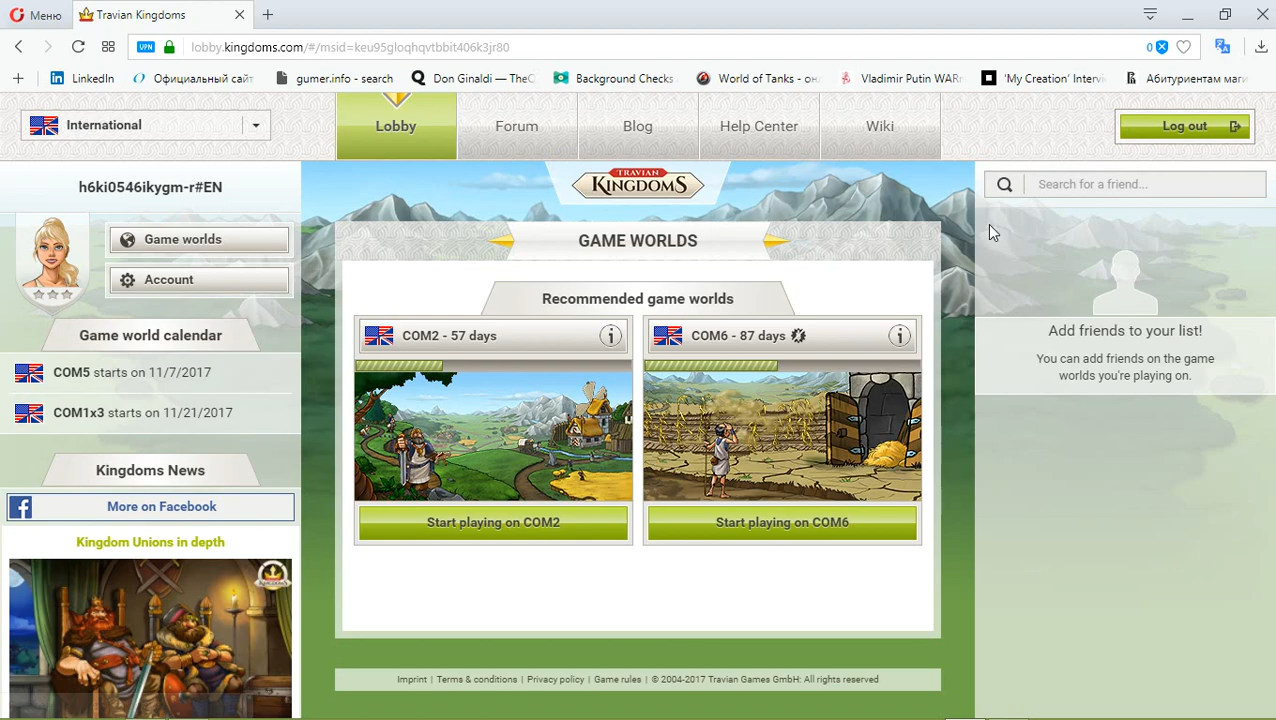 Меню
Travian Kingdoms
VPN
lobby.kingdoms.com/#/msid=keu95gloqhqvtbbit406k3jr80
0
LinkedIn
Официальный сайт
gumer.info - search
Don Ginaldi — TheC
Background Checks
World of Tanks - он
Vladimir Putin WAR
'My Creation' Interv
Абитуриентам маги
International
Lobby
Forum
Blog
Help Center
Wiki
Log out
h6ki0546ikygm-r#EN
Game worlds
Account
Game world calendar
COM5 starts on 11/7/2017
COM1x3 starts on 11/21/2017
Kingdoms News
More on Facebook
Kingdom Unions in depth
KINGDOMS
TRAVIAN
KINGDOMS
GAME WORLDS
Recommended game worlds
COM2 - 57 days
COM6 - 87 days
Start playing on COM2
Start playing on COM6
Imprint | Terms & conditions | Privacy policy | Game rules | © 2004-2017 Travian Games GmbH: All rights reserved
Search for a friend...
Add friends to your list!
You can add friends on the game
worlds you're playing on.